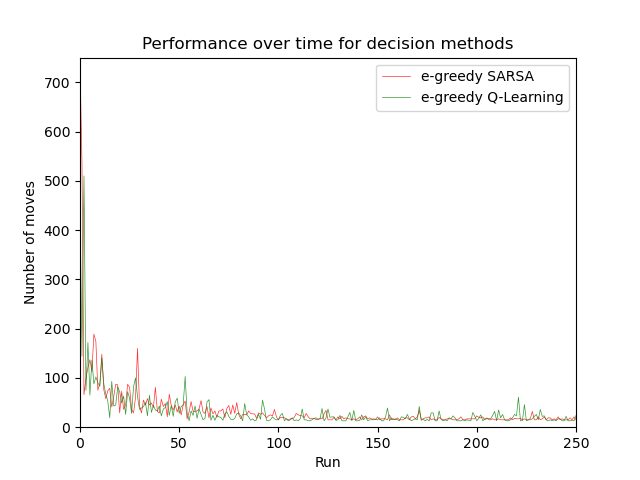 Performance over time for decision methods
e-greedy SARSA
e-greedy Q-Learning
Number of moves
700
600
500
400
300
200
100
0
0 50 100 150 200 250
Run